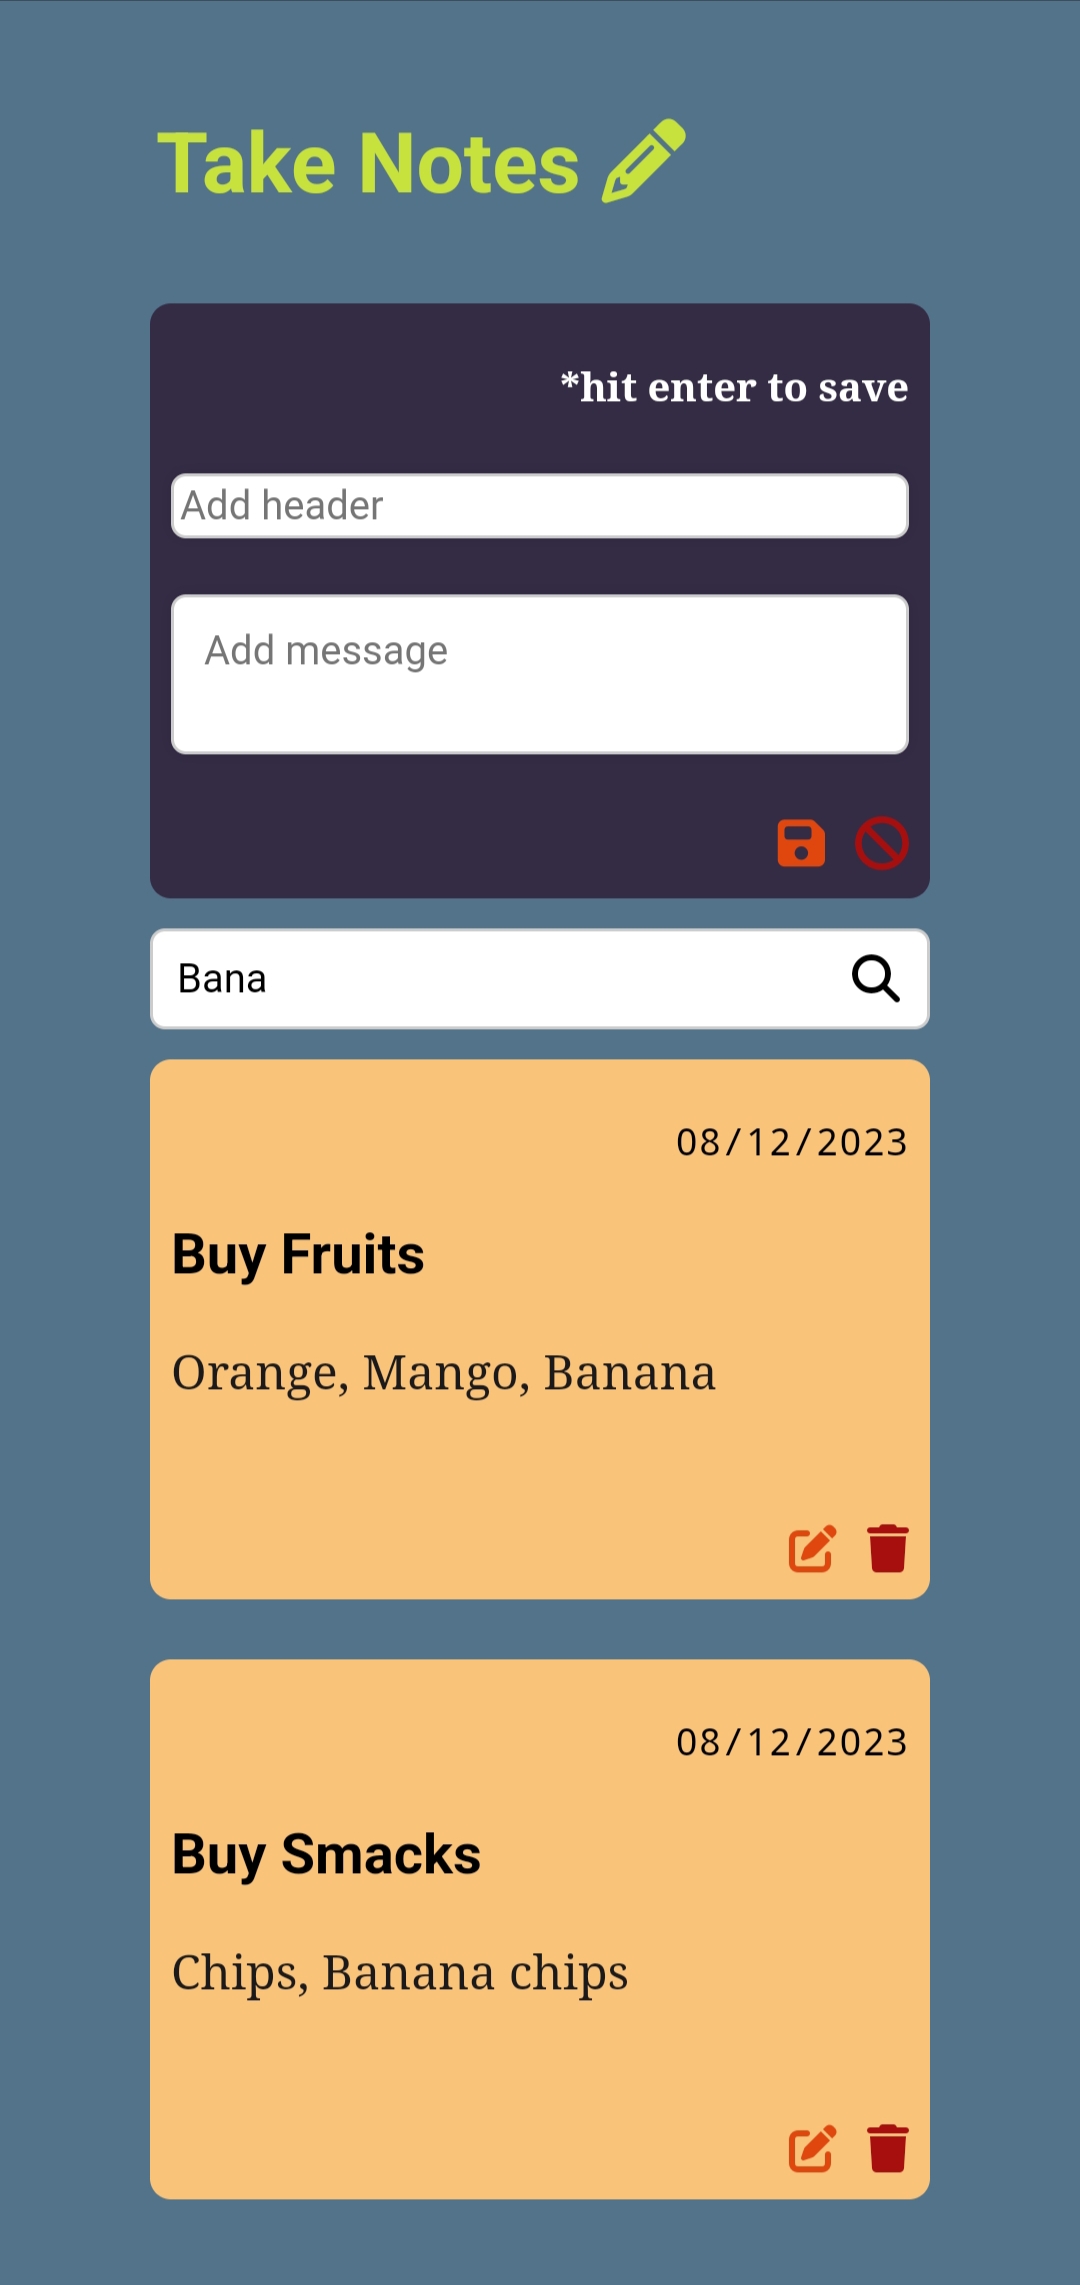 Take Notes
*hit enter to save
Add header
Add message
Bana
08/12/2023
Buy Fruits
Orange, Mango, Banana
08/12/2023
Buy Smacks
Chips, Banana chips